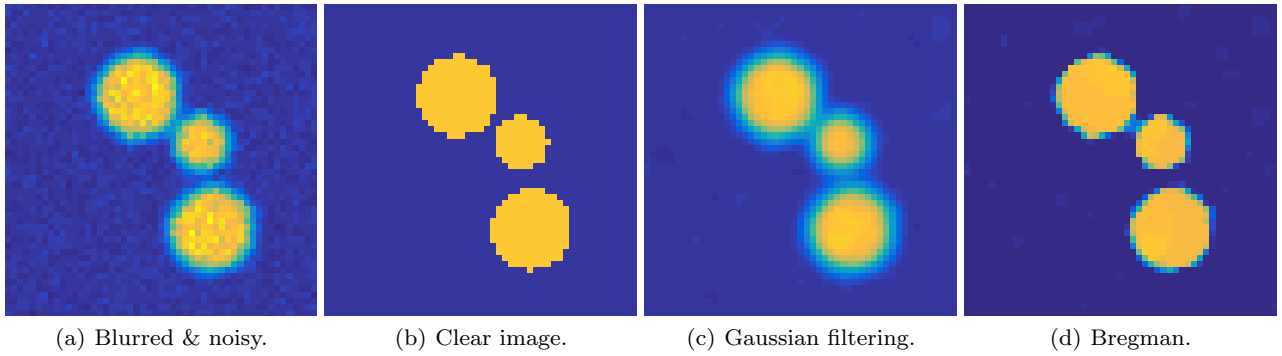 (a) Blurred & noisy.
(b) Clear image.
(c) Gaussian filtering.
(d) Bregman.